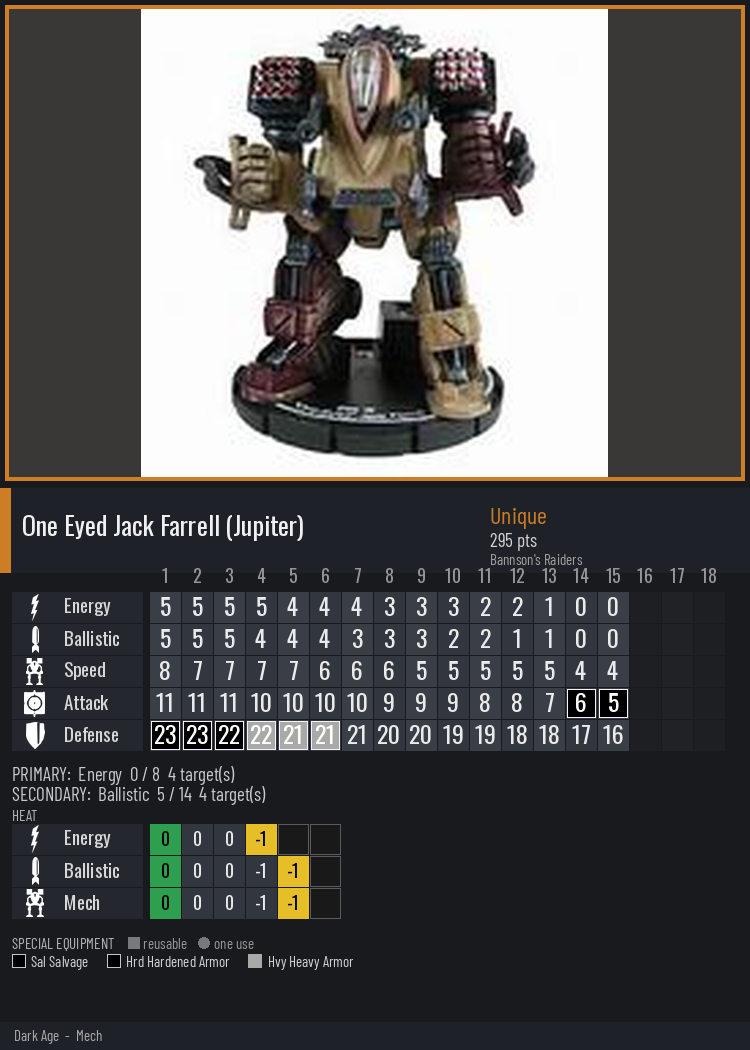 One Eyed Jack Farrell (Jupiter)
Unique
295 pts
Bannson's Raiders
1 2 3 4 5 6 7 8 9 10 11 12 13 14 15 16 17 18
Energy 5 5 5 5 4 4 4 3 3 3 2 2 1 0 0
Ballistic 5 5 5 4 4 4 3 3 3 2 2 1 1 0 0
Speed 8 7 7 7 7 6 6 6 5 5 5 5 5 4 4
Attack 11 11 11 10 10 10 10 9 9 9 8 8 7 6 5
Defense 23 23 22 22 21 21 21 20 20 19 19 18 18 17 16
PRIMARY: Energy 0 / 8 4 target(s)
SECONDARY: Ballistic 5 / 14 4 target(s)
HEAT
Energy 0 0 0 -1
Ballistic 0 0 0 -1 -1
Mech 0 0 0 -1 -1
SPECIAL EQUIPMENT reusable one use
Sal Salvage Hrd Hardened Armor Hvy Heavy Armor
Dark Age - Mech